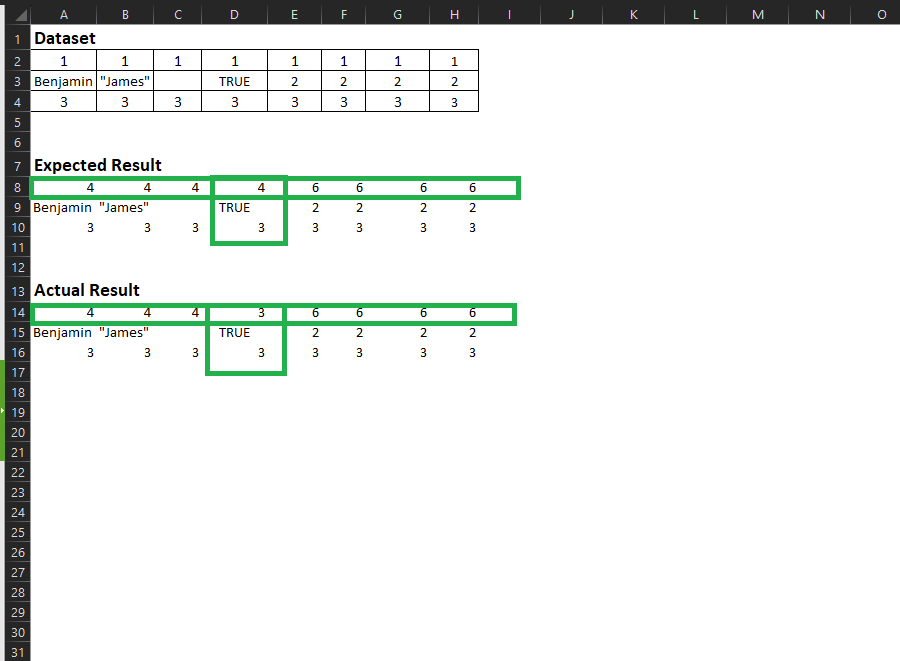 A B C D E F G H I J K L M N O
1 Dataset
2 1 1 1 1 1 1 1 1
3 Benjamin "James" TRUE 2 2 2 2
4 3 3 3 3 3 3 3 3
5
6
7 Expected Result
8 4 4 4 4 6 6 6 6
9 Benjamin "James" TRUE 2 2 2 2
10 3 3 3 3 3 3 3 3
11
12
13 Actual Result
14 4 4 4 3 6 6 6 6
15 Benjamin "James" TRUE 2 2 2 2
16 3 3 3 3 3 3 3 3
17
18
19
20
21
22
23
24
25
26
27
28
29
30
31